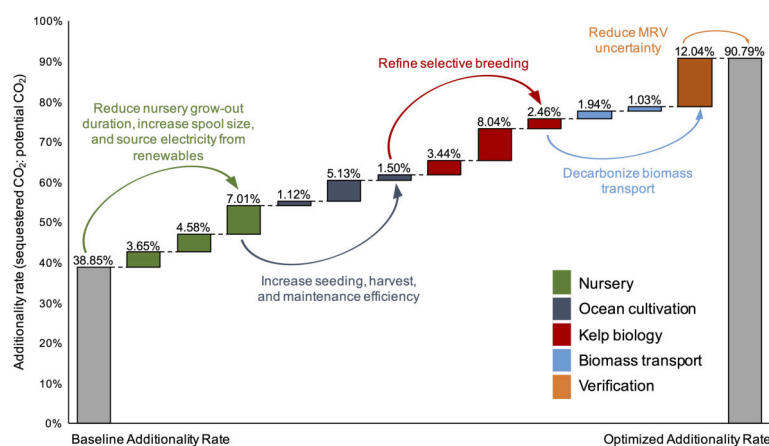 100%
90%
80%
70%
60%
50%
40%
30%
20%
10%
0%
Additionality rate (sequestered CO₂: potential CO₂)
38.85%
3.65%
4.58%
7.01%
1.12%
5.13%
1.50%
3.44%
8.04%
2.46%
1.94%
1.03%
12.04%
90.79%
Reduce nursery grow-out
duration, increase spool size,
and source electricity from
renewables
Increase seeding, harvest,
and maintenance efficiency
Refine selective breeding
Decarbonize biomass
transport
Reduce MRV
uncertainty
Nursery
Ocean cultivation
Kelp biology
Biomass transport
Verification
Baseline Additionality Rate
Optimized Additionality Rate